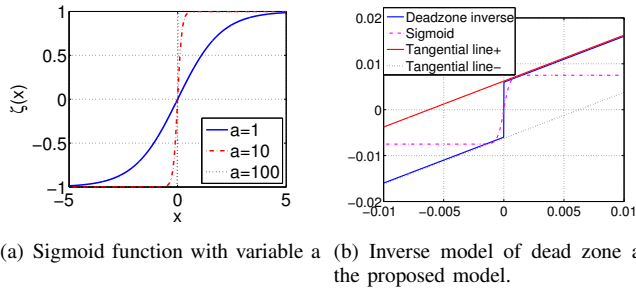 1
0.5
0
−0.5
−1
ζ(x)
−5
0
5
x
a=1
a=10
a=100
0.02
0.01
0
−0.01
−0.02
−0.01
−0.005
0
0.005
0.01
Deadzone inverse
Sigmoid
Tangential line+
Tangential line−
(a) Sigmoid function with variable a
(b) Inverse model of dead zone a
the proposed model.